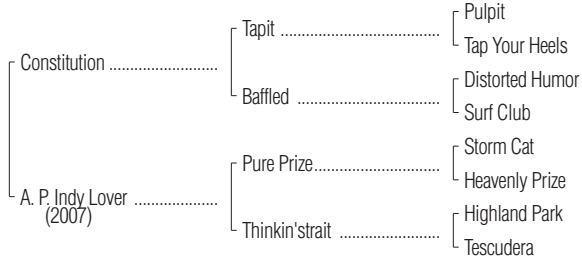 Pulpit
Tapit ..................................
Tap Your Heels
Constitution ..........................
Distorted Humor
Baffled ..................................
Surf Club
Storm Cat
Pure Prize..............................
Heavenly Prize
A. P. Indy Lover ....................
(2007)
Highland Park
Thinkin'strait ........................
Tescudera